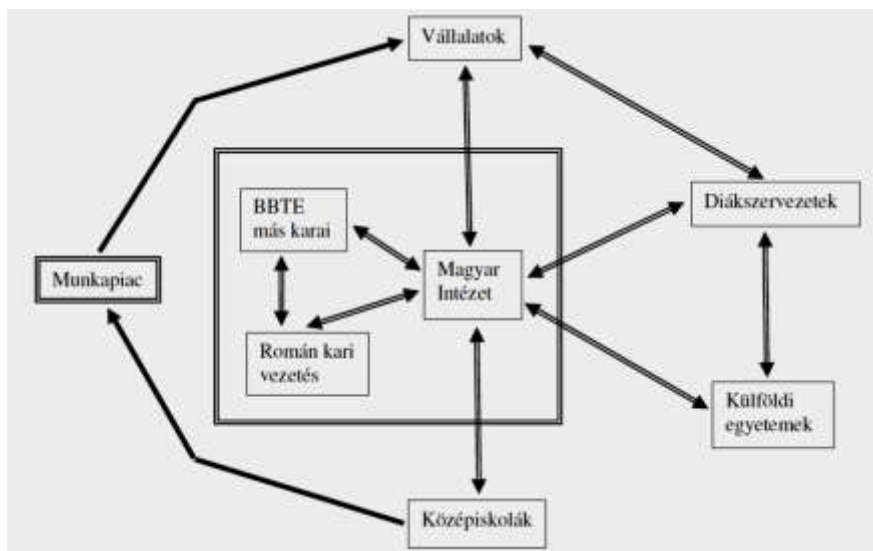 Vállalatok
BBTE
más karai
Diákszervezetek
Magyar
Intézet
Munkapiac
Román kari
vezetés
Külföldi
egyetemek
Középiskolák